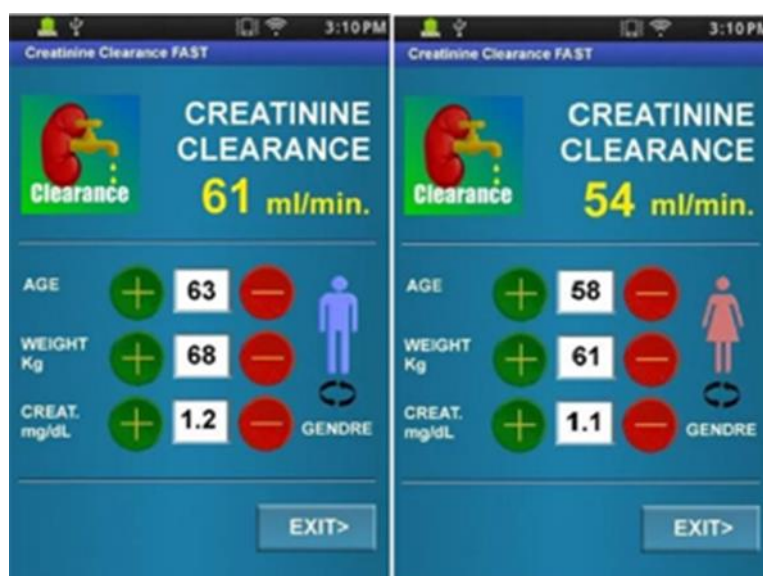 3:10 PM
Creatinine Clearance FAST
CREATININE
CLEARANCE
Clearance
61 ml/min.
AGE
63
WEIGHT
Kg
68
CREAT.
mg/dL
1.2
GENDRE
EXIT>
3:10 PM
Creatinine Clearance FAST
CREATININE
CLEARANCE
Clearance
54 ml/min.
AGE
58
WEIGHT
Kg
61
CREAT.
mg/dL
1.1
GENDRE
EXIT>